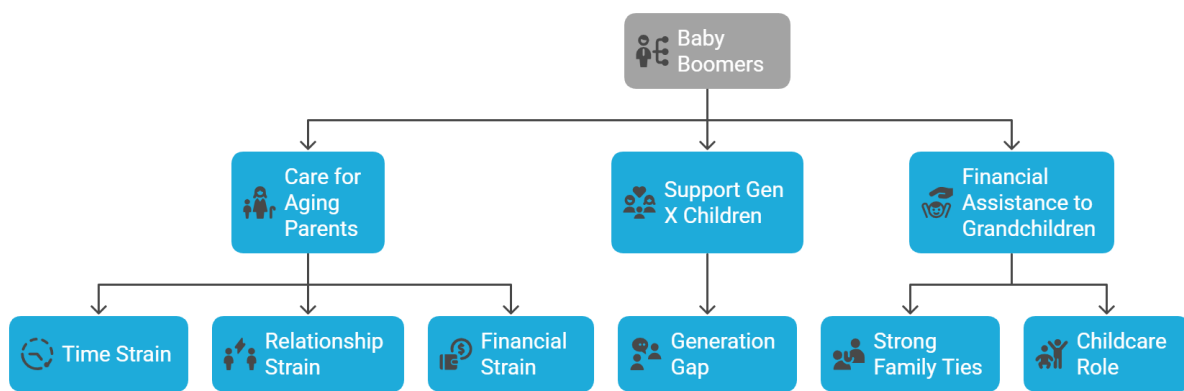 Baby
Boomers
Care for
Aging
Parents
Support Gen
X Children
Financial
Assistance to
Grandchildren
Time Strain
Relationship
Strain
Financial
Strain
Generation
Gap
Strong
Family Ties
Childcare
Role